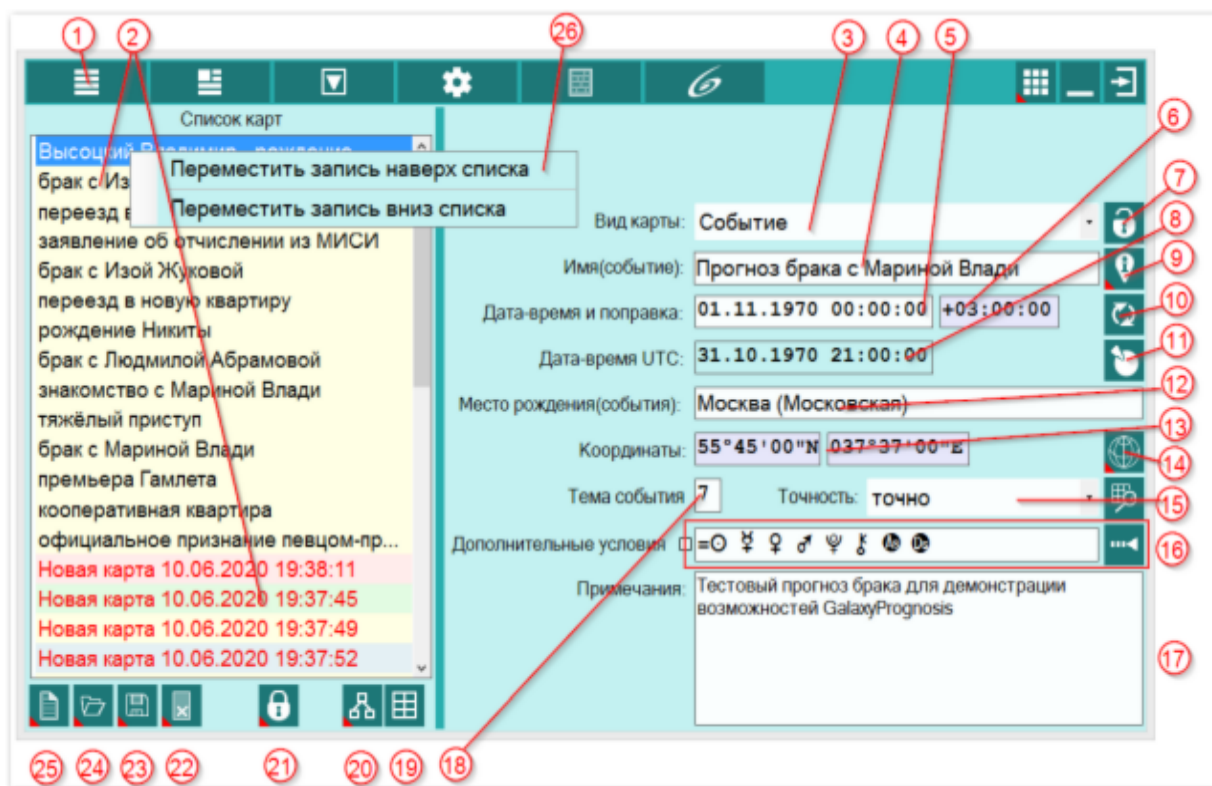 1 2 26 3 4 5
Список карт
Высоцкий Владимир - рождение
Переместить запись наверх списка
брак с Из
Переместить запись вниз списка
переезд в
заявление об отчислении из МИСИ
брак с Изой Жуковой
переезд в новую квартиру
рождение Никиты
брак с Людмилой Абрамовой
знакомство с Мариной Влади
тяжёлый приступ
брак с Мариной Влади
премьера Гамлета
кооперативная квартира
официальное признание певцом-пр...
Новая карта 10.06.2020 19:38:11
Новая карта 10.06.2020 19:37:45
Новая карта 10.06.2020 19:37:49
Новая карта 10.06.2020 19:37:52
Вид карты: Событие
Имя(событие): Прогноз брака с Мариной Влади
Дата-время и поправка: 01.11.1970 00:00:00 +03:00:00
Дата-время UTC: 31.10.1970 21:00:00
Место рождения(события): Москва (Московская)
Координаты: 55°45'00"N 037°37'00"E
Тема события 7 Точность: точно
Дополнительные условия =☉ ☿ ♀ ♂
Примечания: Тестовый прогноз брака для демонстрации
возможностей GalaxyPrognosis
6
7
8
9
10
11
12
13
14
15
16
17
25 24 23 22 21 20 19 18